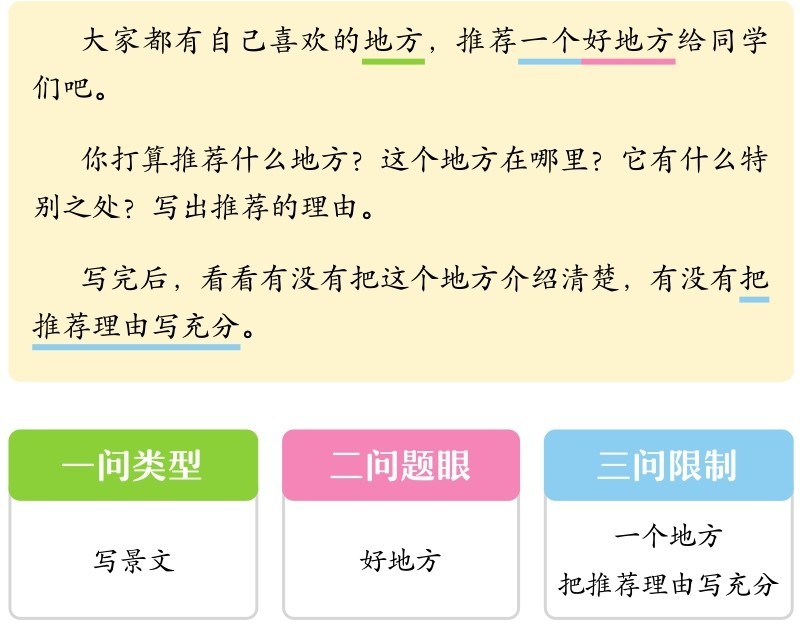 大家都有自己喜欢的地方，推荐一个好地方给同学
们吧。
你打算推荐什么地方？这个地方在哪里？它有什么特
别之处？写出推荐的理由。
写完后，看看有没有把这个地方介绍清楚，有没有把
推荐理由写充分。
一问类型
写景文
二问题眼
好地方
三问限制
一个地方
把推荐理由写充分